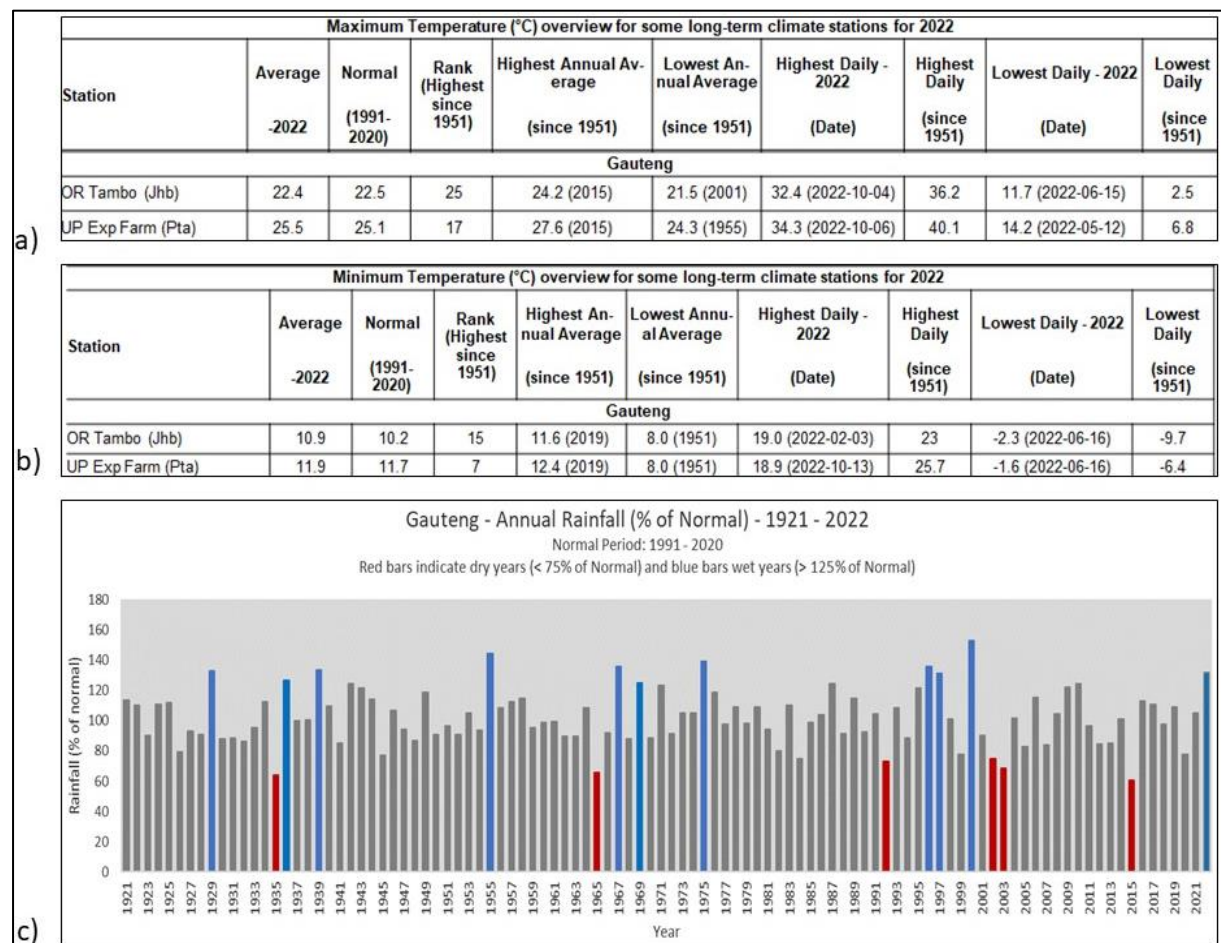 Maximum Temperature (°C) overview for some long-term climate stations for 2022
Station Average -2022 Normal (1991-2020) Rank (Highest since 1951) Highest Annual Av-erage (since 1951) Lowest An-nual Average (since 1951) Highest Daily - 2022 (Date) Highest Daily (since 1951) Lowest Daily - 2022 (Date) Lowest Daily (since 1951)
Gauteng
OR Tambo (Jhb) 22.4 22.5 25 24.2 (2015) 21.5 (2001) 32.4 (2022-10-04) 36.2 11.7 (2022-06-15) 2.5
UP Exp Farm (Pta) 25.5 25.1 17 27.6 (2015) 24.3 (1955) 34.3 (2022-10-06) 40.1 14.2 (2022-05-12) 6.8
a)
Minimum Temperature (°C) overview for some long-term climate stations for 2022
Station Average -2022 Normal (1991-2020) Rank (Highest since 1951) Highest An-nual Average (since 1951) Lowest Annu-al Average (since 1951) Highest Daily - 2022 (Date) Highest Daily (since 1951) Lowest Daily - 2022 (Date) Lowest Daily (since 1951)
Gauteng
OR Tambo (Jhb) 10.9 10.2 15 11.6 (2019) 8.0 (1951) 19.0 (2022-02-03) 23 -2.3 (2022-06-16) -9.7
UP Exp Farm (Pta) 11.9 11.7 7 12.4 (2019) 8.0 (1951) 18.9 (2022-10-13) 25.7 -1.6 (2022-06-16) -6.4
b)
Gauteng - Annual Rainfall (% of Normal) - 1921 - 2022
Normal Period: 1991 - 2020
Red bars indicate dry years (< 75% of Normal) and blue bars wet years (> 125% of Normal)
Rainfall (% of normal)
180
160
140
120
100
80
60
40
20
0
1921 1923 1925 1927 1929 1931 1933 1935 1937 1939 1941 1943 1945 1947 1949 1951 1953 1955 1957 1959 1961 1963 1965 1967 1969 1971 1973 1975 1977 1979 1981 1983 1985 1987 1989 1991 1993 1995 1997 1999 2001 2003 2005 2007 2009 2011 2013 2015 2017 2019 2021
Year
c)